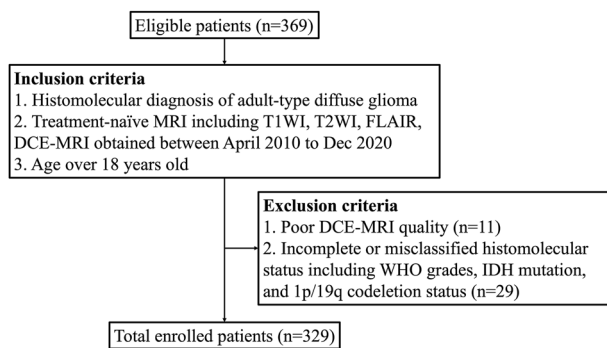 Eligible patients (n=369)
Inclusion criteria
1. Histomolecular diagnosis of adult-type diffuse glioma
2. Treatment-naïve MRI including T1WI, T2WI, FLAIR,
DCE-MRI obtained between April 2010 to Dec 2020
3. Age over 18 years old
Exclusion criteria
1. Poor DCE-MRI quality (n=11)
2. Incomplete or misclassified histomolecular
status including WHO grades, IDH mutation,
and 1p/19q codeletion status (n=29)
Total enrolled patients (n=329)